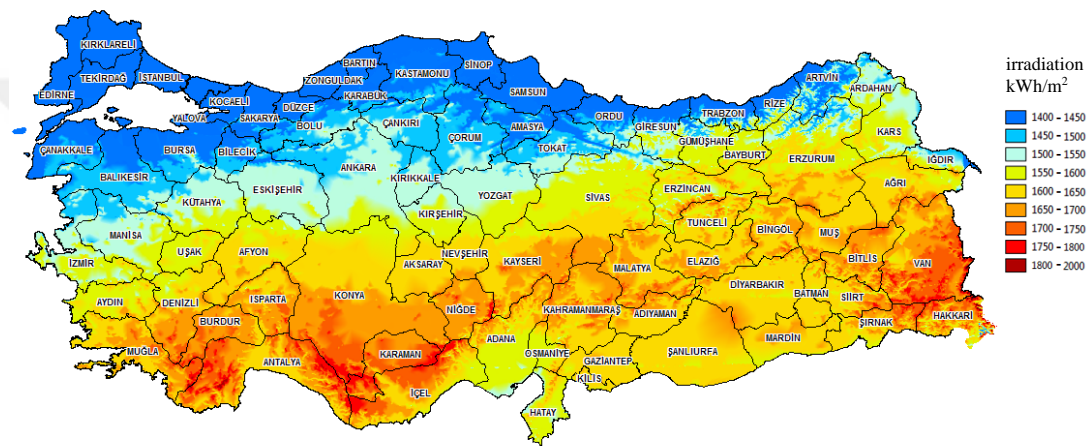 KIRKLARELİ
TEKİRDAĞ
İSTANBUL
EDİRNE
KOCAELİ
YALOVA
SAKARYA
DÜZCE
ZONGULDAK
BARTIN
KARABÜK
KASTAMONU
SİNOP
SAMSUN
BOLU
ÇANKIRI
ÇORUM
AMASYA
TOKAT
ORDU
GİRESUN
TRABZON
RİZE
ARTVİN
ARDAHAN
KARS
GÜMÜŞHANE
BAYBURT
ERZURUM
IĞDIR
AĞRI
ÇANAKKALE
BURSA
BİLECİK
BALIKESİR
KÜTAHYA
ESKİŞEHİR
ANKARA
KIRIKKALE
YOZGAT
KIRŞEHİR
SİVAS
ERZİNCAN
TUNCELİ
BİNGÖL
MUŞ
BİTLİS
VAN
MANİSA
İZMİR
UŞAK
AFYON
AKSARAY
NEVŞEHİR
KAYSERİ
MALATYA
ELAZIĞ
DİYARBAKIR
BATMAN
SİİRT
ŞIRNAK
HAKKARİ
AYDIN
DENİZLİ
ISPARTA
BURDUR
KONYA
NİĞDE
KAHRAMANMARAŞ
ADIYAMAN
MARDİN
MUĞLA
ANTALYA
KARAMAN
İÇEL
ADANA
OSMANİYE
GAZİANTEP
KİLİS
ŞANLIURFA
HATAY
irradiation
kWh/m²
1400 - 1450
1450 - 1500
1500 - 1550
1550 - 1600
1600 - 1650
1650 - 1700
1700 - 1750
1750 - 1800
1800 - 2000